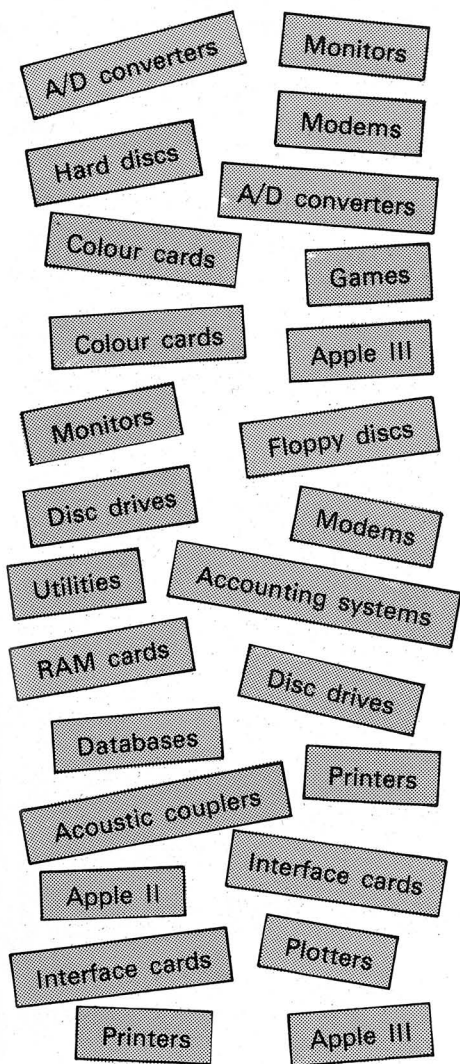 A/D converters
Monitors
Modems
Hard discs
A/D converters
Colour cards
Games
Colour cards
Apple III
Monitors
Floppy discs
Disc drives
Modems
Utilities
Accounting systems
RAM cards
Disc drives
Databases
Printers
Acoustic couplers
Interface cards
Apple II
Plotters
Interface cards
Printers
Apple III